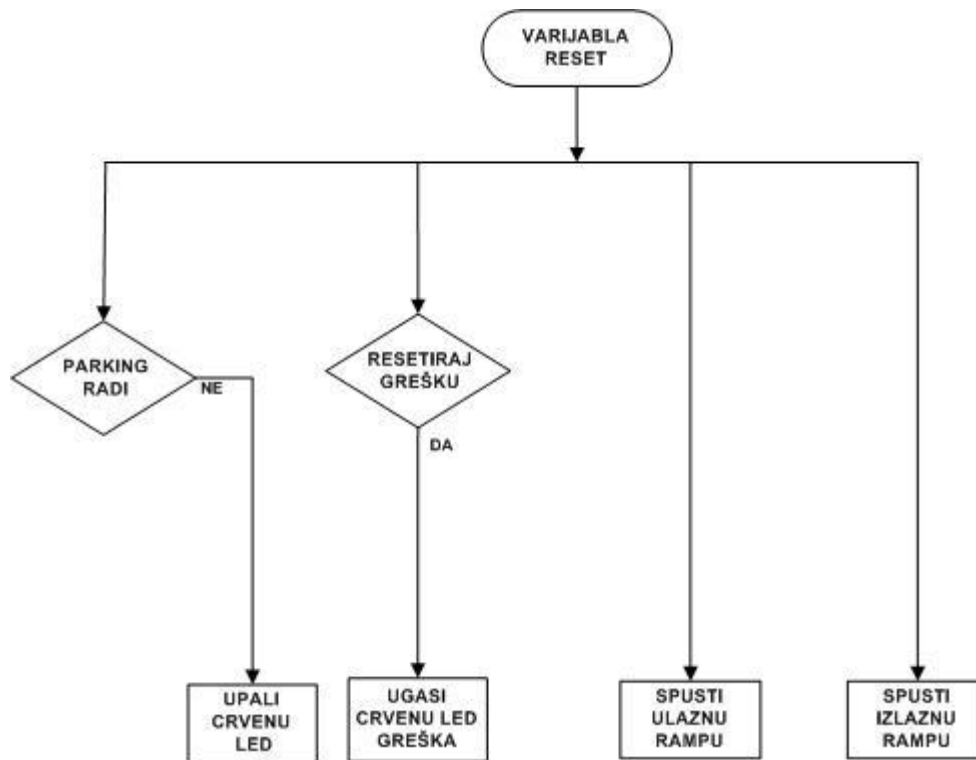 VARIJABLA
RESET
PARKING
RADI
NE
RESETIRAJ
GREŠKU
DA
UPALI
CRVENU
LED
UGASI
CRVENU LED
GREŠKA
SPUSTI
ULAZNU
RAMPU
SPUSTI
IZLAZNU
RAMPU